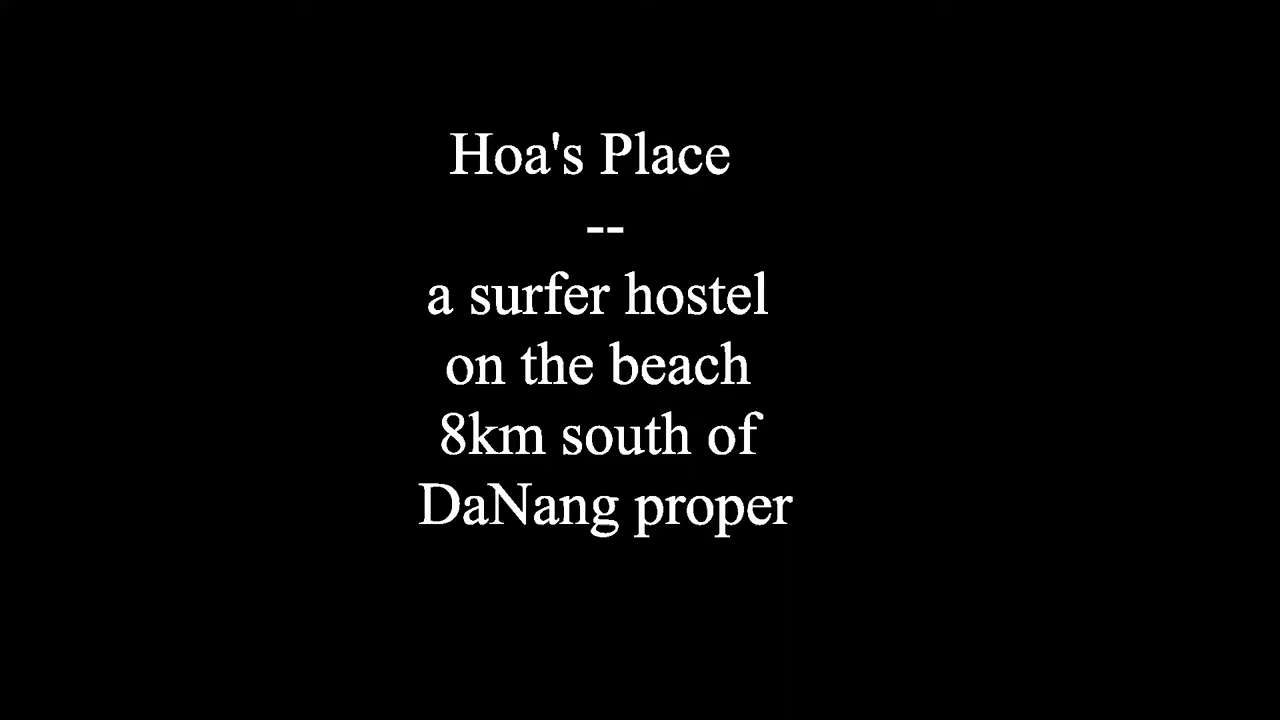 Hoa's Place
--
a surfer hostel
on the beach
8km south of
DaNang proper